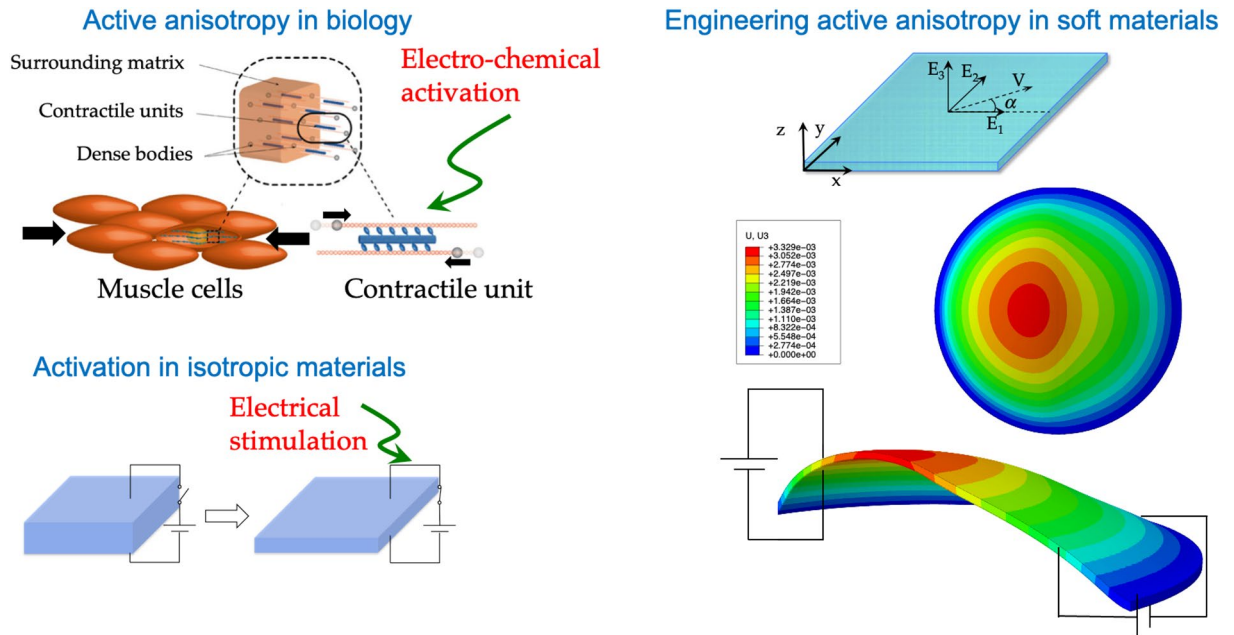 Active anisotropy in biology
Surrounding matrix
Contractile units
Dense bodies
Electro-chemical
activation
Muscle cells
Contractile unit
Activation in isotropic materials
Electrical
stimulation
Engineering active anisotropy in soft materials
E3
E2
V
α
E1
z
y
x
U, U3
+3.329e−03
+3.052e−03
+2.774e−03
+2.497e−03
+2.219e−03
+1.942e−03
+1.664e−03
+1.387e−03
+1.110e−03
+8.322e−04
+5.548e−04
+2.774e−04
+0.000e+00